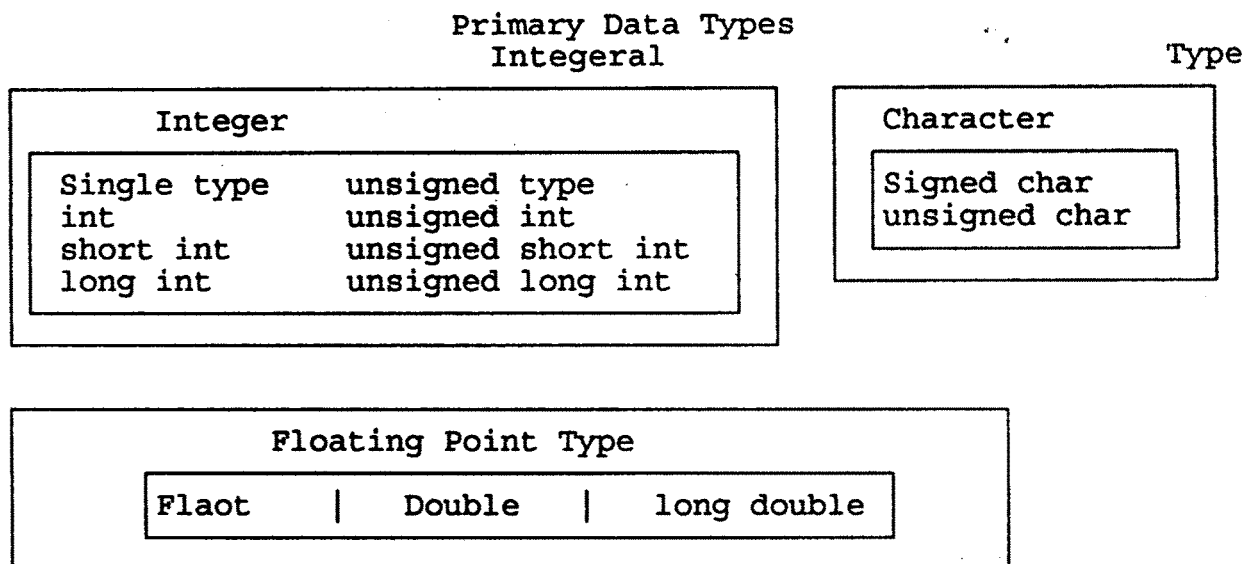 Primary Data Types
Integeral Type
Integer
Single type unsigned type
int unsigned int
short int unsigned short int
long int unsigned long int
Character
Signed char
unsigned char
Floating Point Type
Flaot | Double | long double